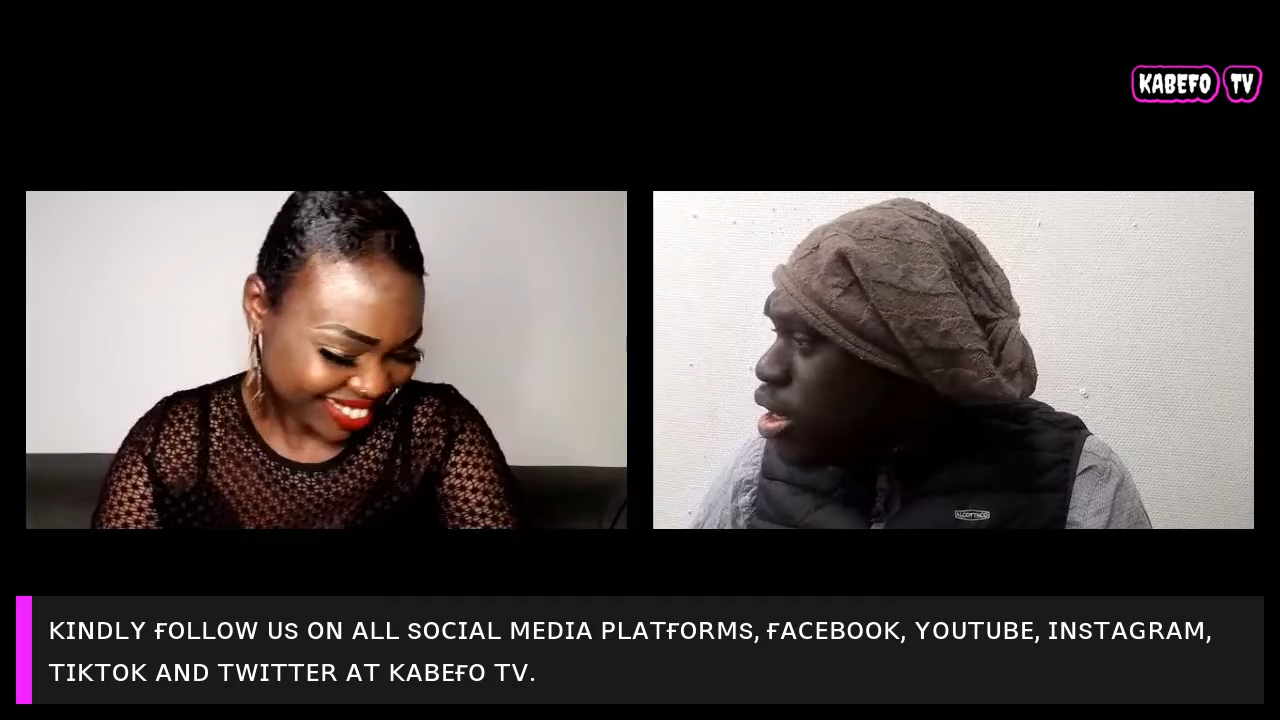 KABEFO TV
KINDLY FOLLOW US ON ALL SOCIAL MEDIA PLATFORMS, FACEBOOK, YOUTUBE, INSTAGRAM,
TIKTOK AND TWITTER AT KABEFO TV.